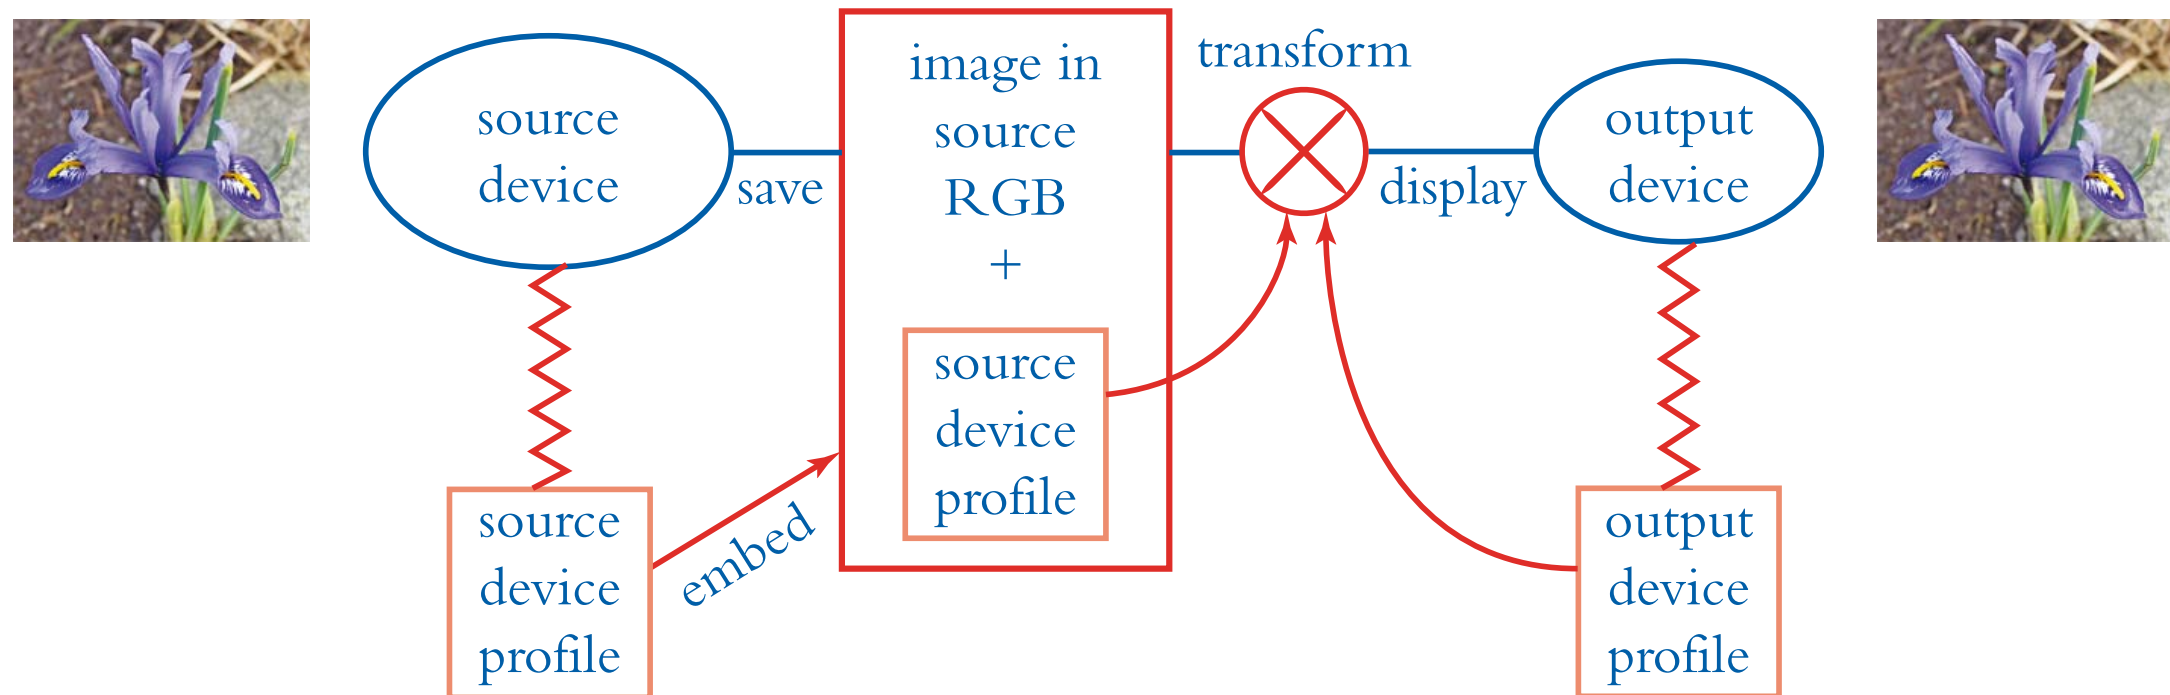 source
device
save
image in
source
RGB
+
source
device
profile
transform
display
output
device
source
device
profile
embed
output
device
profile